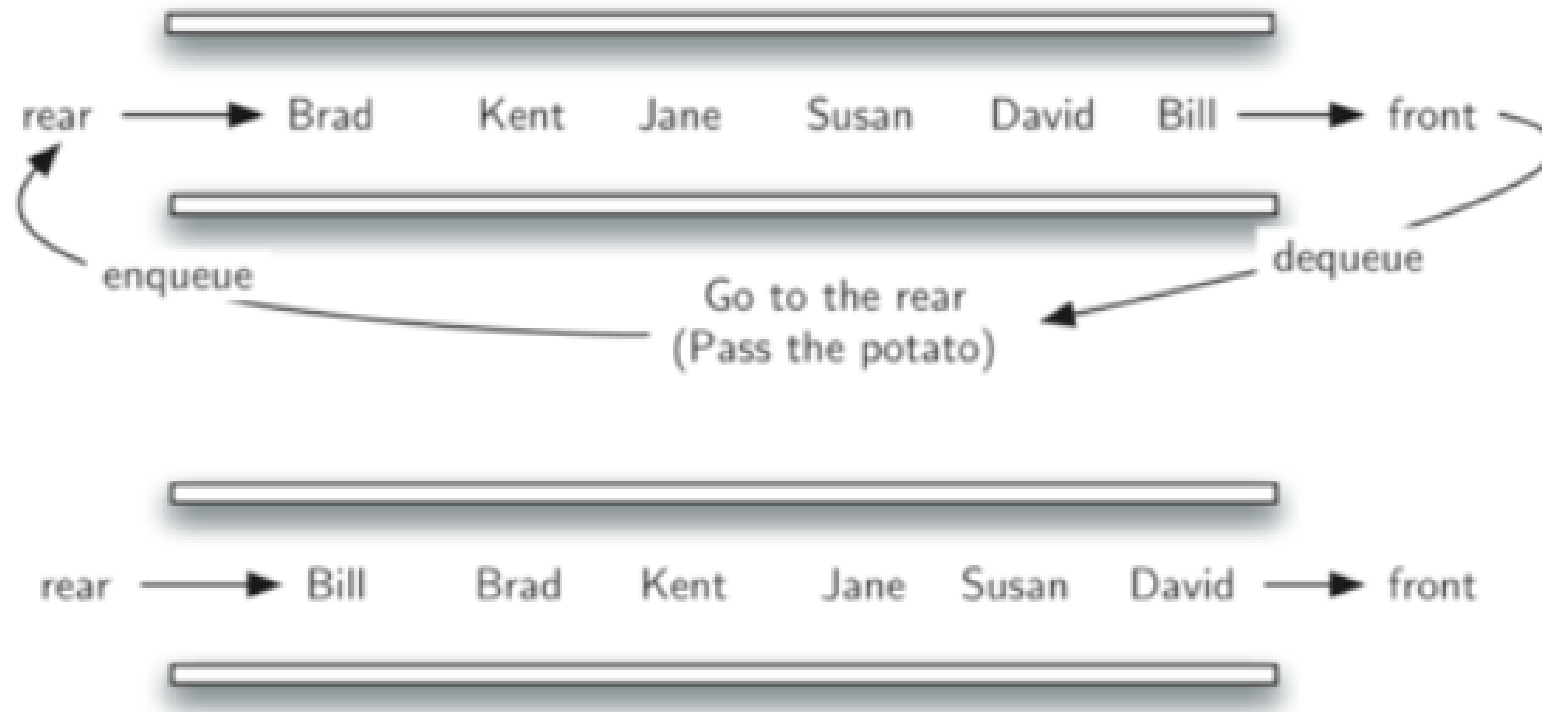 rear Brad Kent Jane Susan David Bill front
enqueue
dequeue
Go to the rear
(Pass the potato)
rear Bill Brad Kent Jane Susan David front